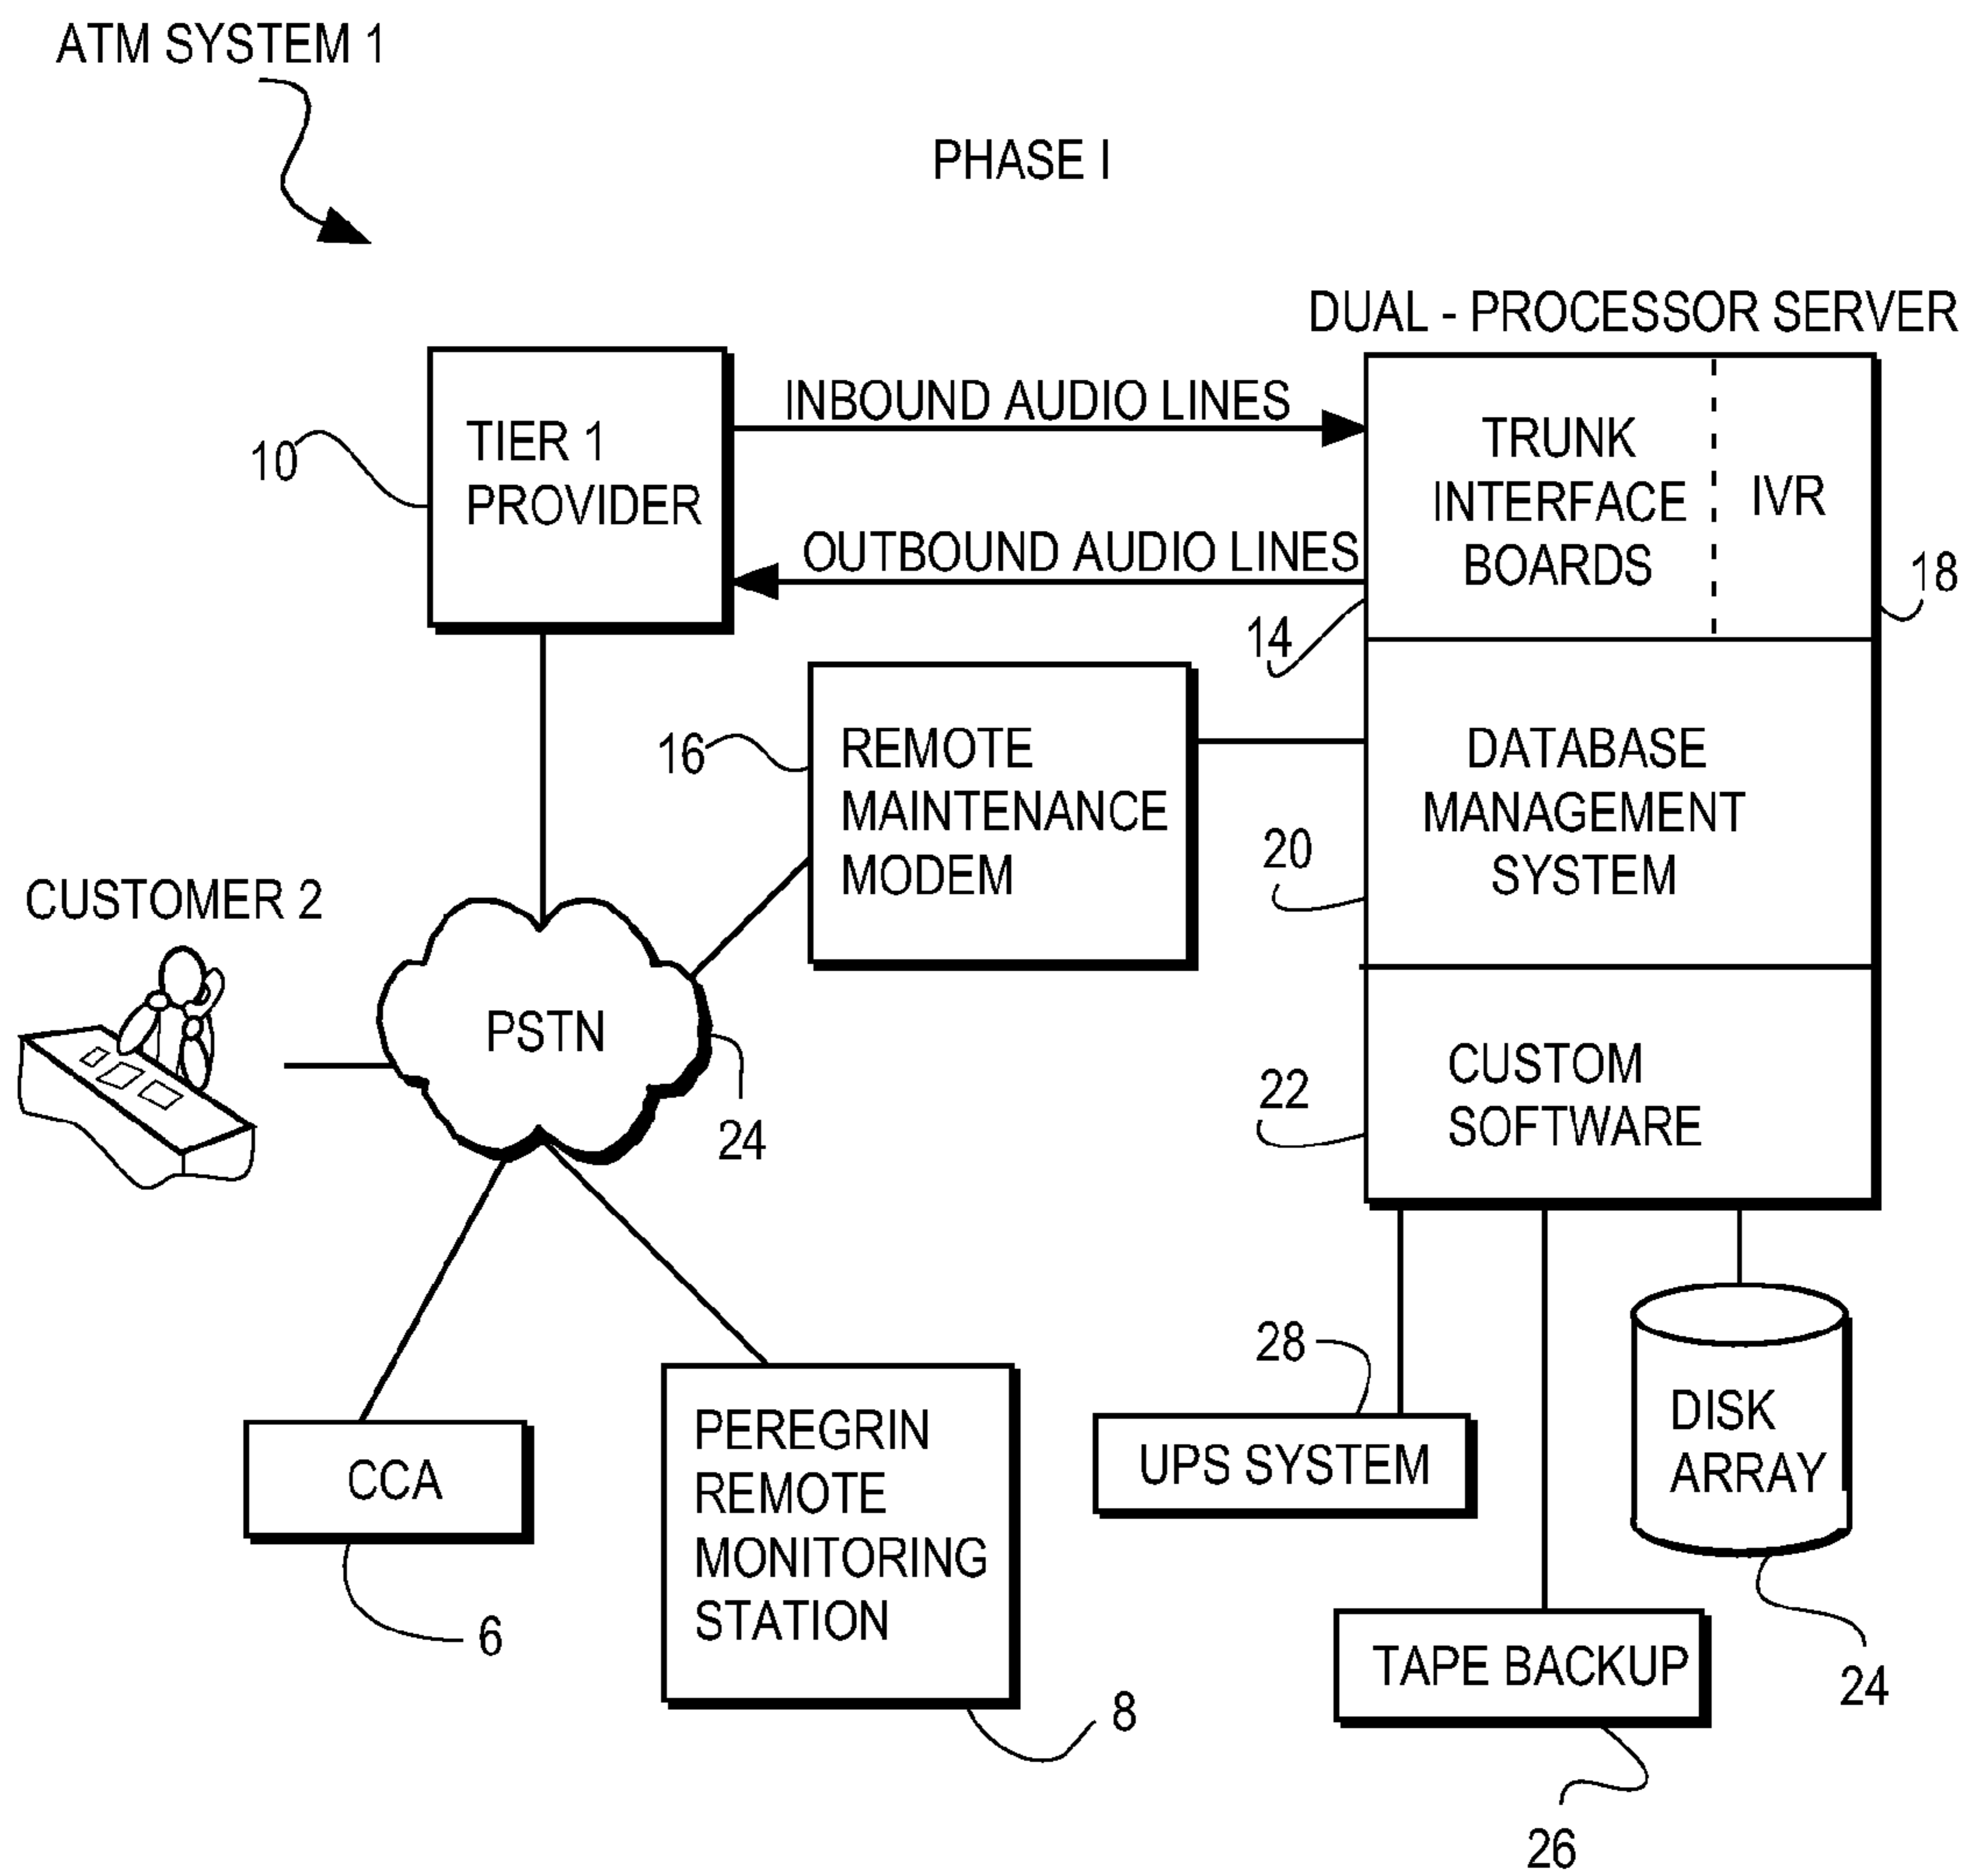 ATM SYSTEM 1
PHASE I
DUAL - PROCESSOR SERVER
TIER 1
PROVIDER
10
INBOUND AUDIO LINES
OUTBOUND AUDIO LINES
TRUNK
INTERFACE
BOARDS
IVR
18
14
REMOTE
MAINTENANCE
MODEM
16
DATABASE
MANAGEMENT
SYSTEM
20
CUSTOMER 2
PSTN
24
CUSTOM
SOFTWARE
22
28
UPS SYSTEM
DISK
ARRAY
24
CCA
6
PEREGRIN
REMOTE
MONITORING
STATION
8
TAPE BACKUP
26